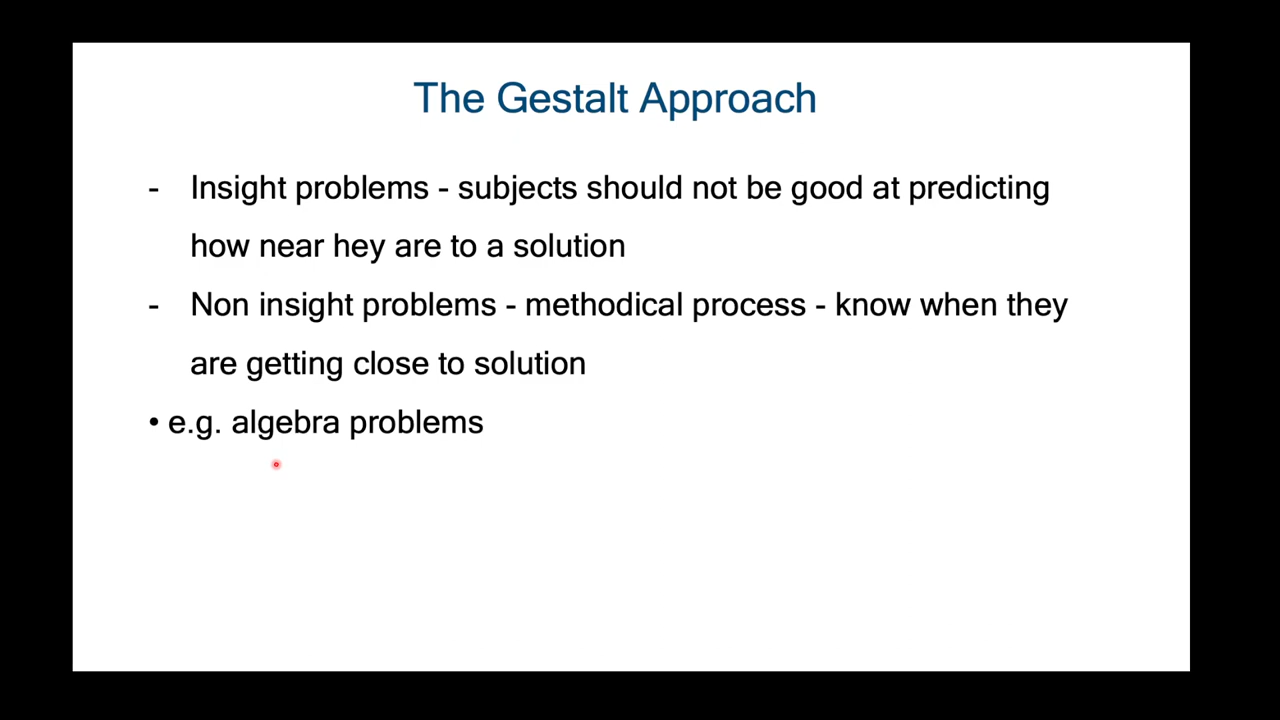 The Gestalt Approach
- Insight problems - subjects should not be good at predicting
how near hey are to a solution
- Non insight problems - methodical process - know when they
are getting close to solution
• e.g. algebra problems